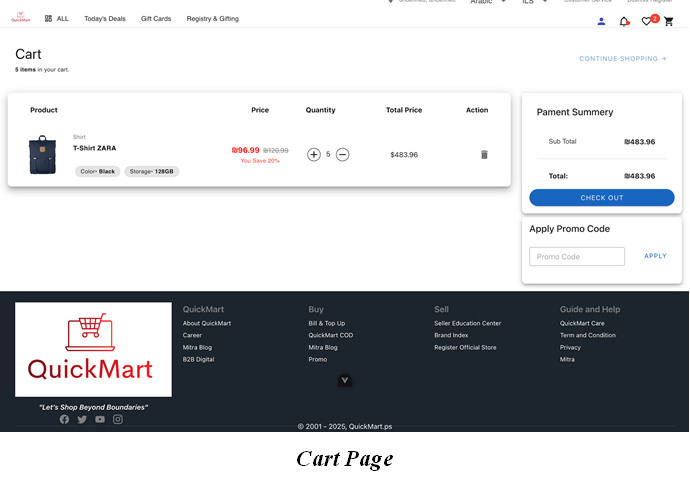 undefined, undefined Arabic ILS Customer Service
QuickMart ALL Today's Deals Gift Cards Registry & Gifting 2
Cart
5 items in your cart.
CONTINUE SHOPPING →
Product Price Quantity Total Price Action
Shirt
T-Shirt ZARA
Color• Black Storage• 128GB
₪96.99 ₪120.99
You Save 20%
5
$483.96
Pament Summery
Sub Total ₪483.96
Total: ₪483.96
CHECK OUT
Apply Promo Code
Promo Code APPLY
QuickMart
"Let's Shop Beyond Boundaries"
QuickMart
About QuickMart
Career
Mitra Blog
B2B Digital
Buy
Bill & Top Up
QuickMart COD
Mitra Blog
Promo
Sell
Seller Education Center
Brand Index
Register Official Store
Guide and Help
QuickMart Care
Term and Condition
Privacy
Mitra
V
© 2001 - 2025, QuickMart.ps
Cart Page